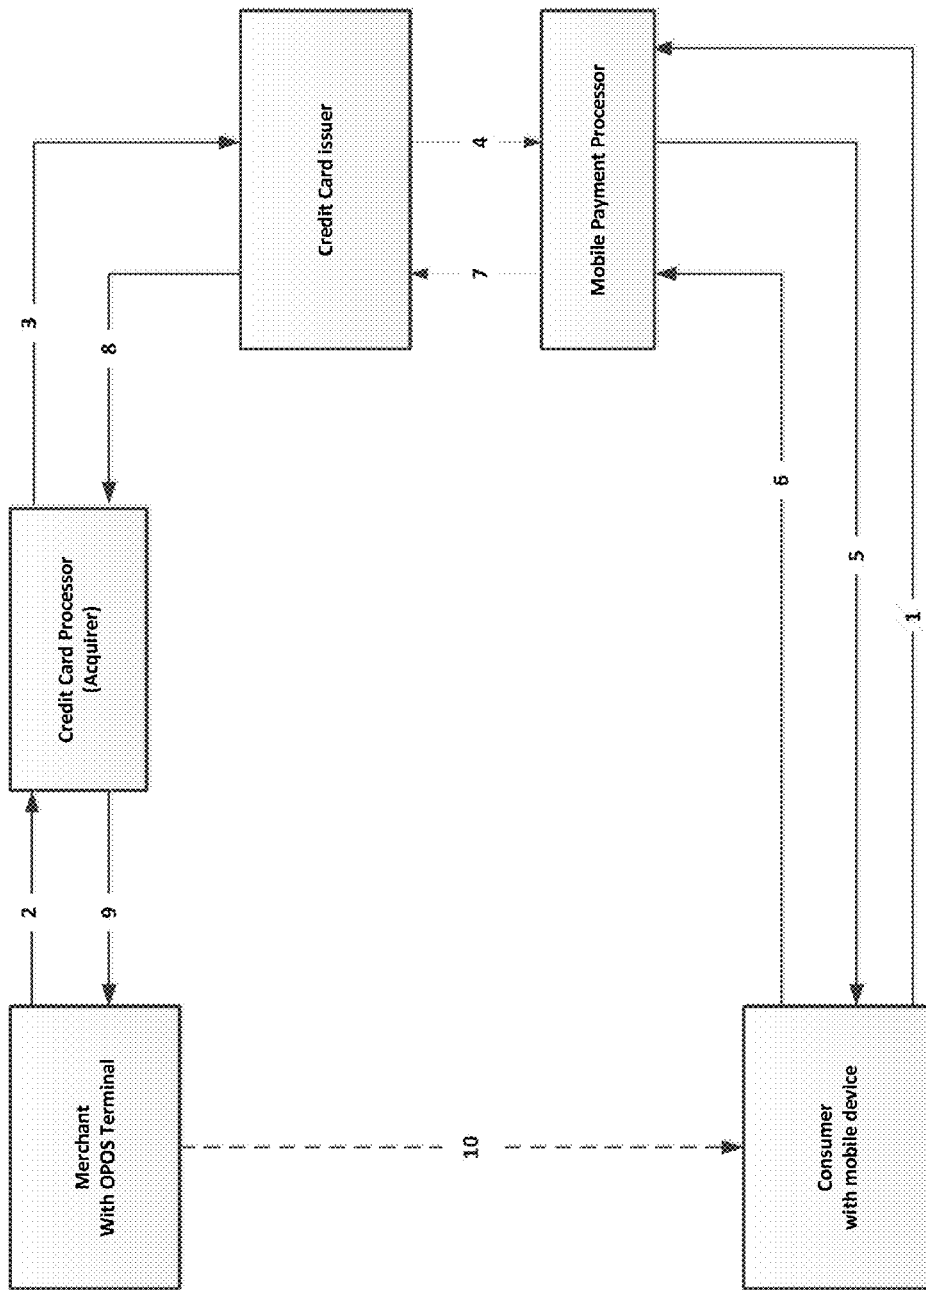 Merchant
With OPOS Terminal
2
9
Credit Card Processor
(Acquirer)
3
8
Credit Card issuer
10
7
4
Mobile Payment Processor
6
Consumer
with mobile device
5
1